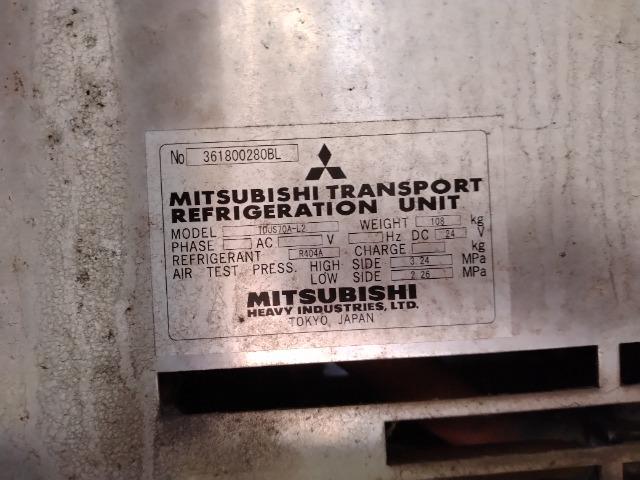 No 361800280BL
MITSUBISHI TRANSPORT
REFRIGERATION UNIT
MODEL TDJS70A-L2 WEIGHT 108 kg
PHASE AC V Hz DC 24 V
REFRIGERANT R404A CHARGE kg
AIR TEST PRESS. HIGH SIDE 3.24 MPa
LOW SIDE 2.26 MPa
MITSUBISHI
HEAVY INDUSTRIES, LTD.
TOKYO JAPAN